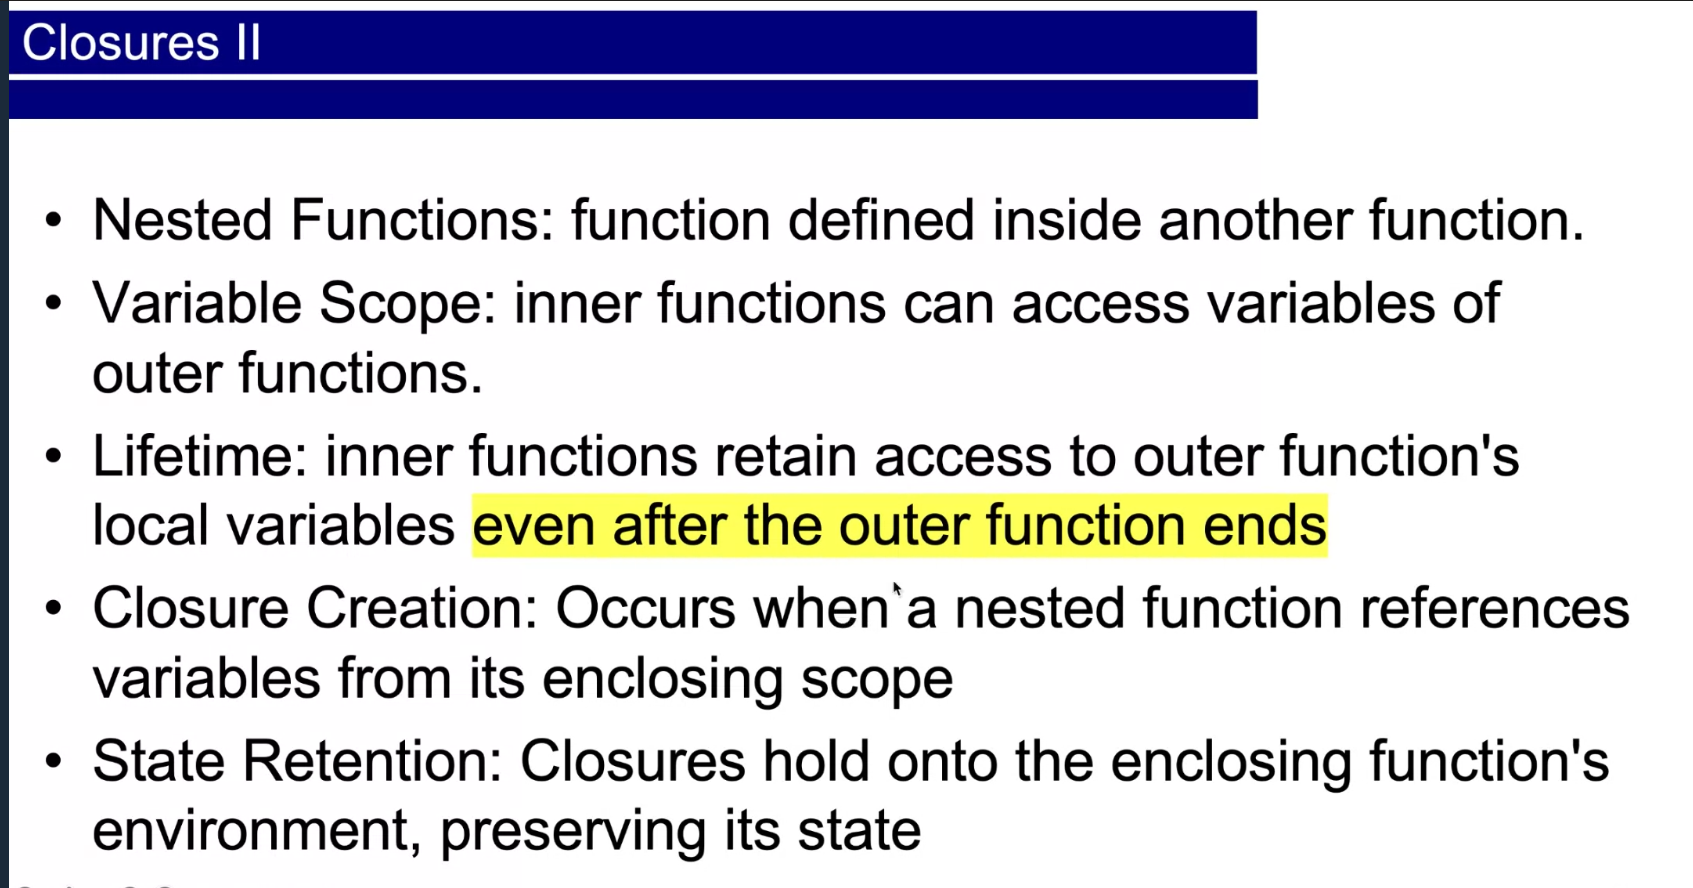 Closures II
• Nested Functions: function defined inside another function.
• Variable Scope: inner functions can access variables of
outer functions.
• Lifetime: inner functions retain access to outer function's
local variables even after the outer function ends
• Closure Creation: Occurs when a nested function references
variables from its enclosing scope
• State Retention: Closures hold onto the enclosing function's
environment, preserving its state